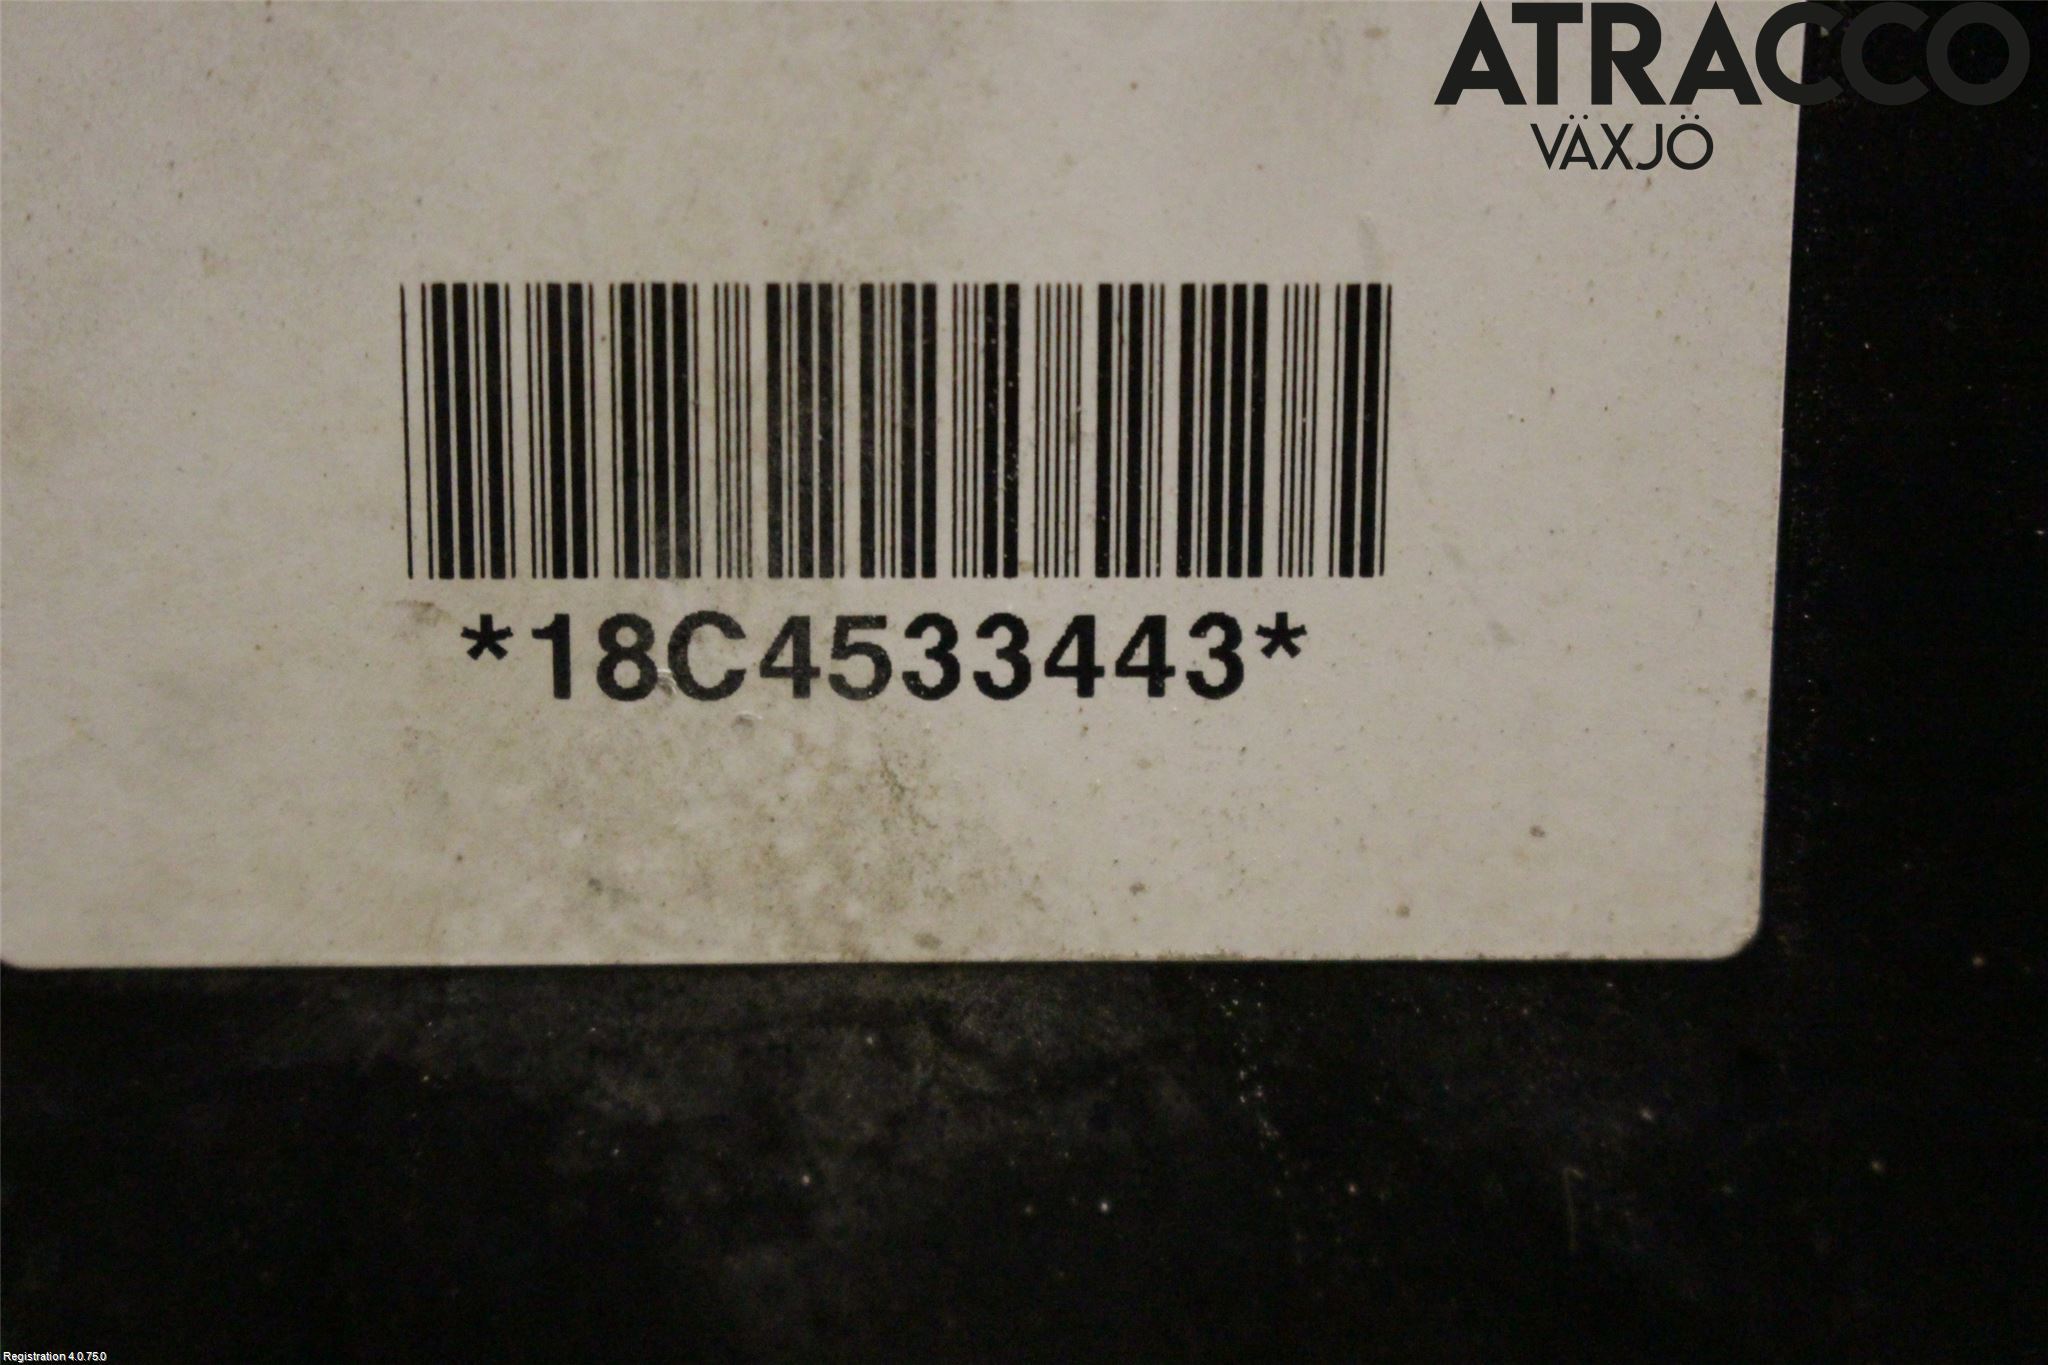 ATRACCO
VÄXJÖ
*18C4533443*
Registration 4.0.75.0